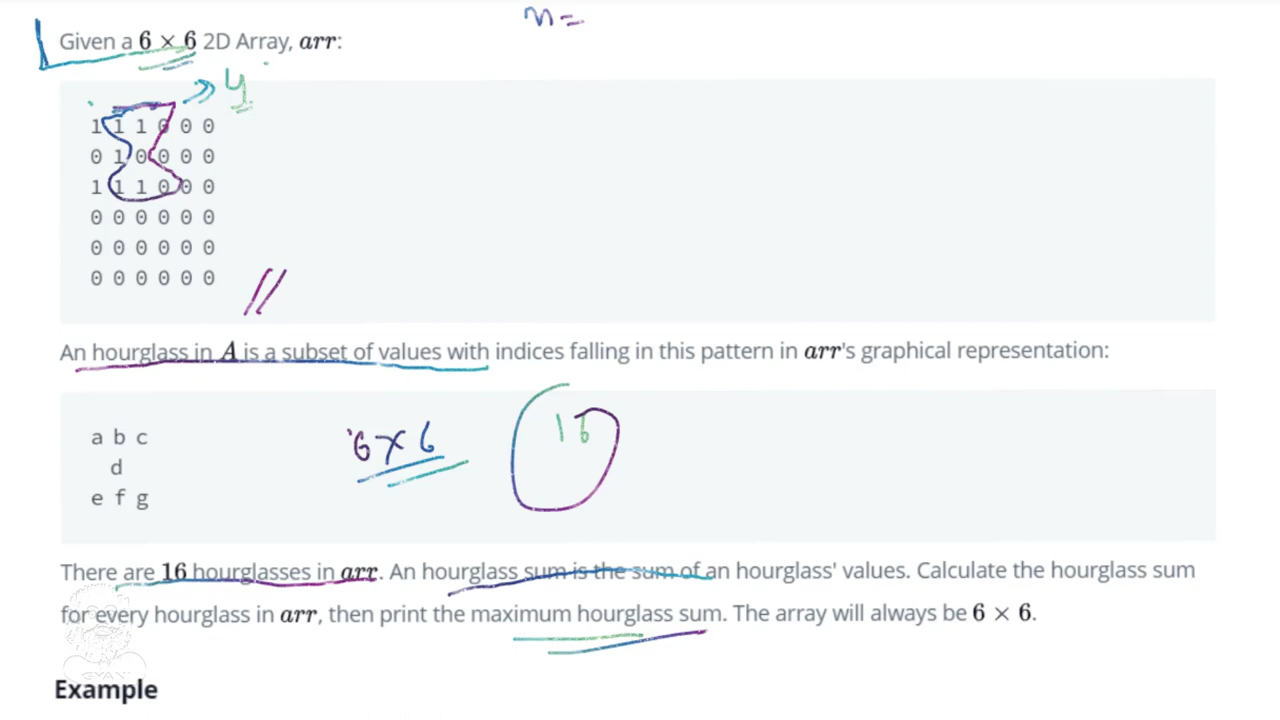 n=
Given a 6 × 6 2D Array, arr:
y
1 1 1 0 0 0
0 1 0 0 0 0
1 1 1 0 0 0
0 0 0 0 0 0
0 0 0 0 0 0
0 0 0 0 0 0
An hourglass in A is a subset of values with indices falling in this pattern in arr's graphical representation:
a b c
d
e f g
6×6
16
There are 16 hourglasses in arr. An hourglass sum is the sum of an hourglass' values. Calculate the hourglass sum
for every hourglass in arr, then print the maximum hourglass sum. The array will always be 6 × 6.
GYANI
Example